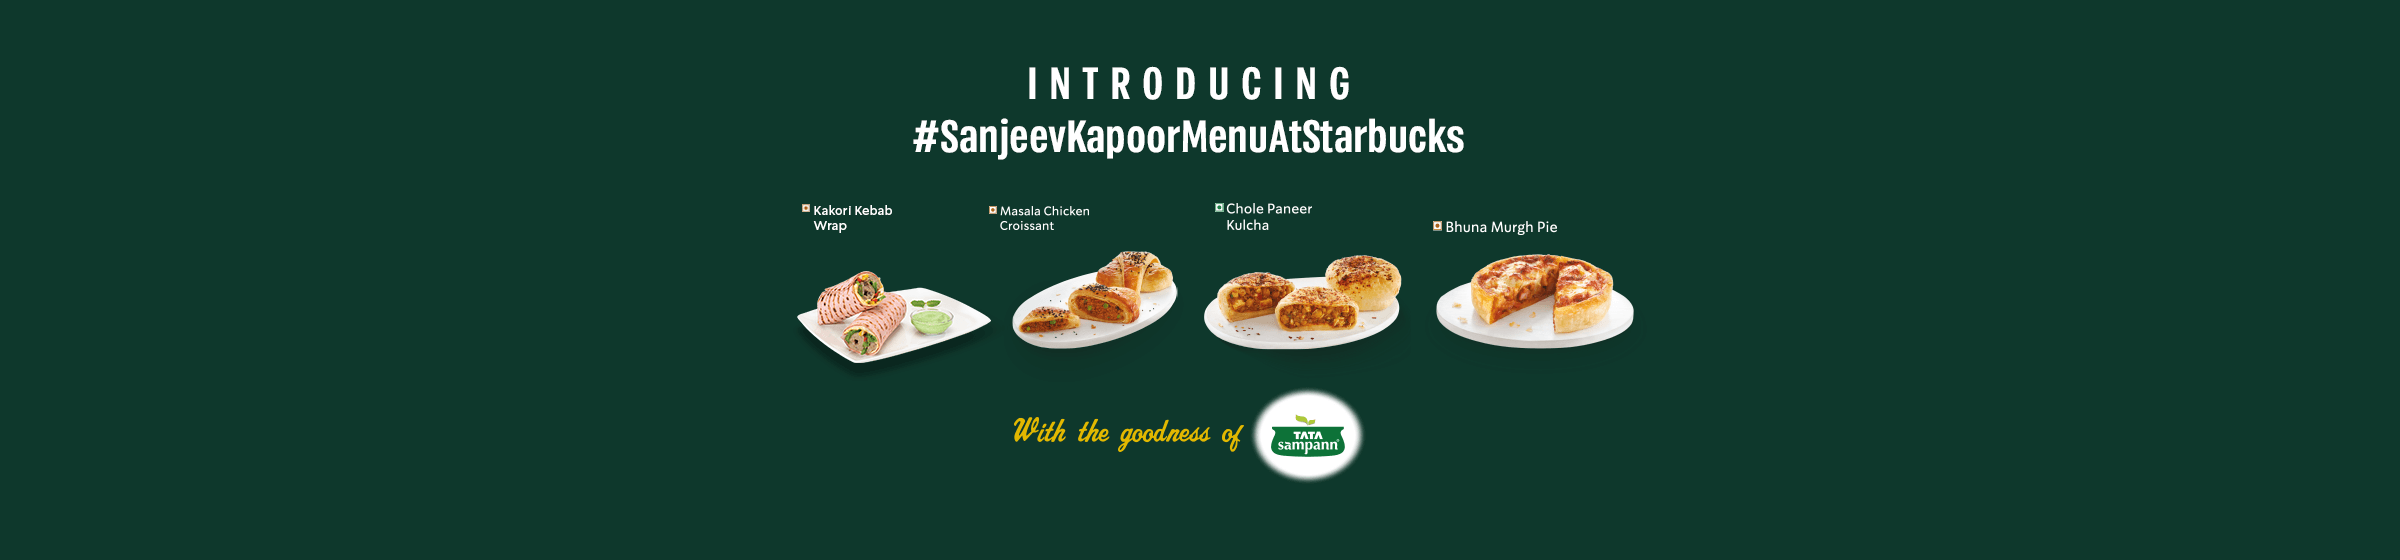 INTRODUCING
#SanjeevKapoorMenuAtStarbucks
Kakori Kebab
Wrap
Masala Chicken
Croissant
Chole Paneer
Kulcha
Bhuna Murgh Pie
With the goodness of
TATA
sampann